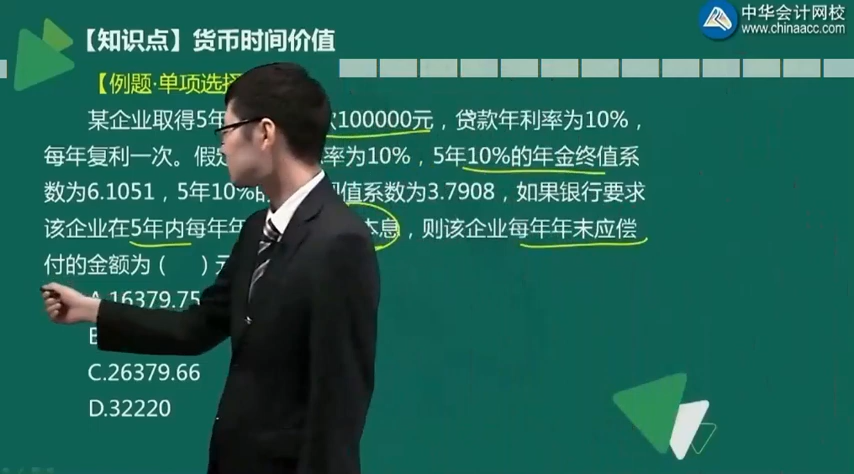 中华会计网校
www.chinaacc.com
【知识点】货币时间价值
【例题·单项选择
某企业取得5年 100000元，贷款年利率为10%，
每年复利一次。假 率为10%，5年10%的年金终值系
数为6.1051，5年10%的 值系数为3.7908，如果银行要求
该企业在5年内每年年 本息，则该企业每年年末应偿
付的金额为（ ）
A.16379.75
C.26379.66
D.32220